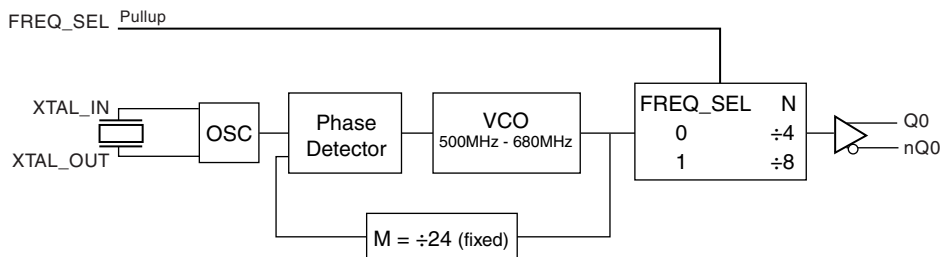 FREQ_SEL Pullup
XTAL_IN
XTAL_OUT
OSC
Phase
Detector
VCO
500MHz - 680MHz
FREQ_SEL N
0 ÷4
1 ÷8
Q0
nQ0
M = ÷24 (fixed)